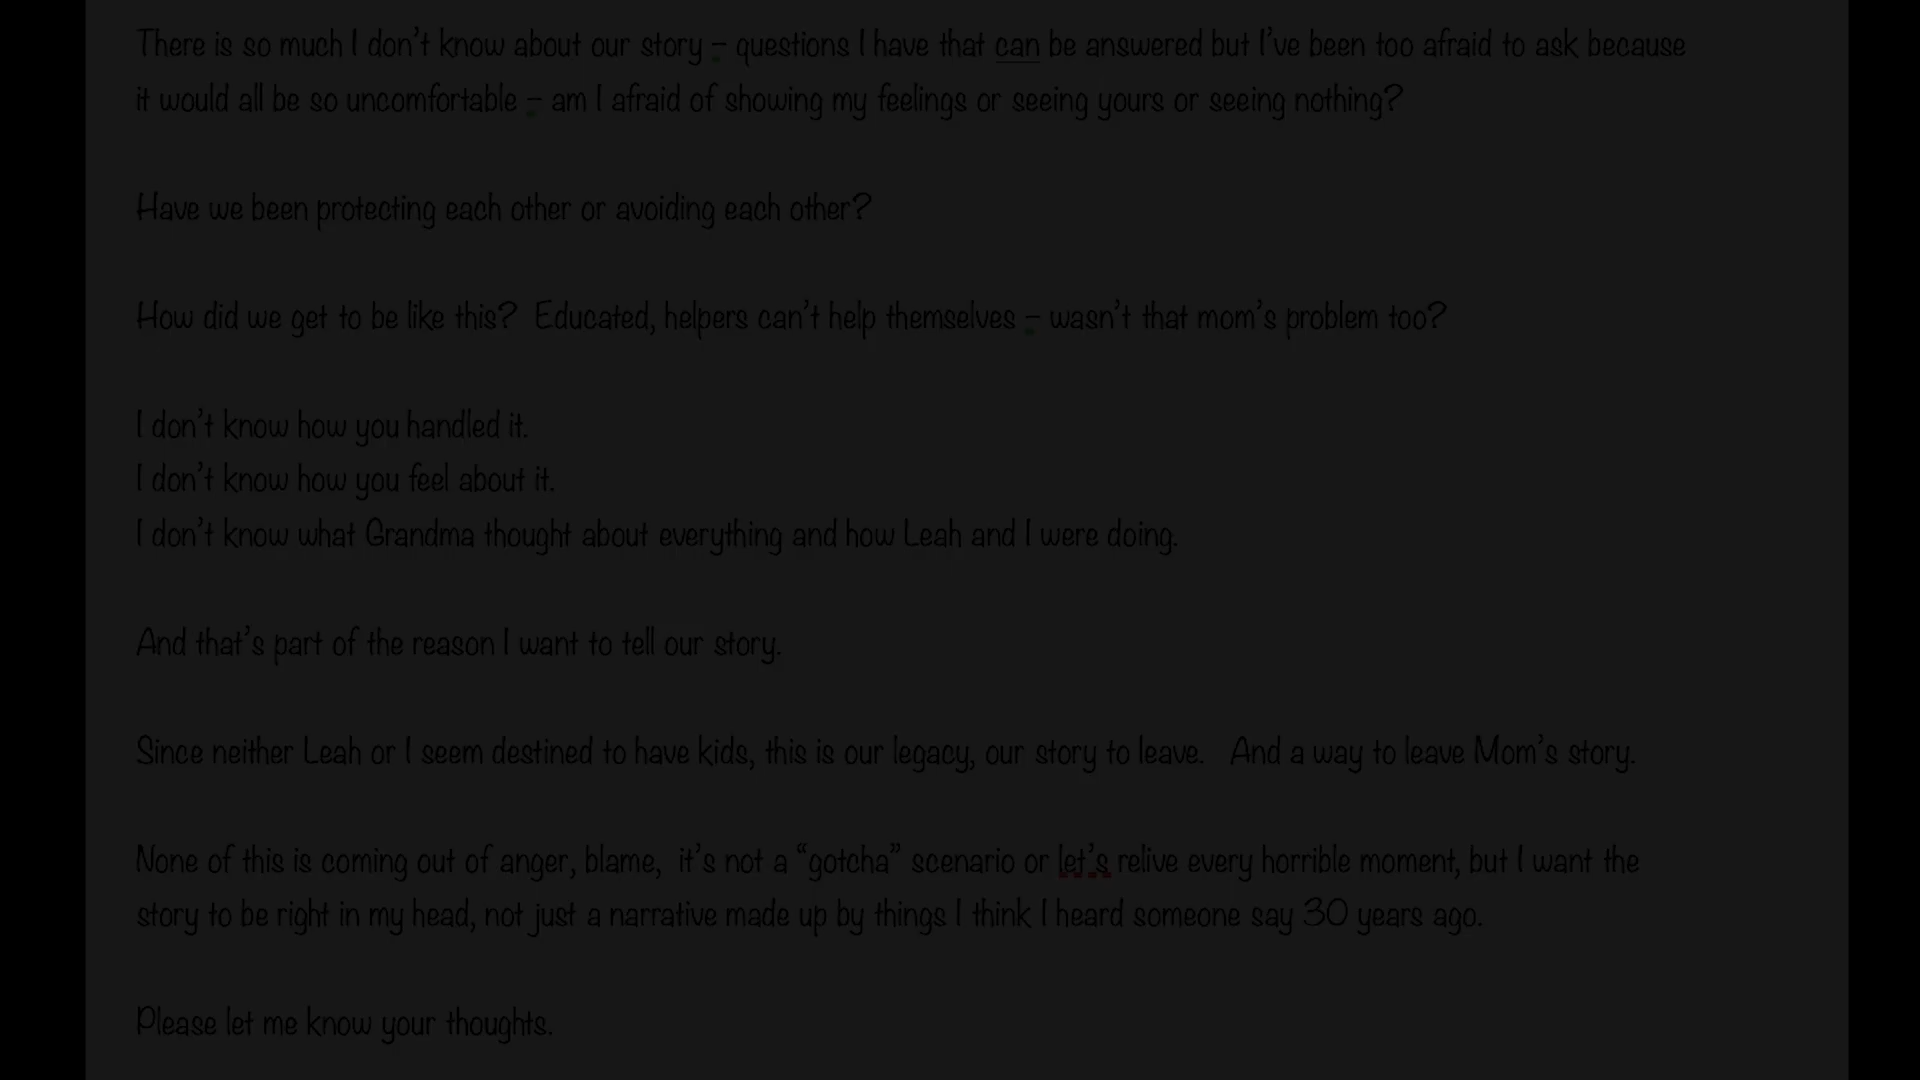 There is so much I don't know about our story – questions I have that can be answered but I've been too afraid to ask because
it would all be so uncomfortable – am I afraid of showing my feelings or seeing yours or seeing nothing?
Have we been protecting each other or avoiding each other?
How did we get to be like this?  Educated, helpers can't help themselves – wasn't that mom's problem too?
I don't know how you handled it.
I don't know how you feel about it.
I don't know what Grandma thought about everything and how Leah and I were doing.
And that's part of the reason I want to tell our story.
Since neither Leah or I seem destined to have kids, this is our legacy, our story to leave.   And a way to leave Mom's story.
None of this is coming out of anger, blame,  it's not a “gotcha” scenario or let's relive every horrible moment, but I want the
story to be right in my head, not just a narrative made up by things I think I heard someone say 30 years ago.
Please let me know your thoughts.